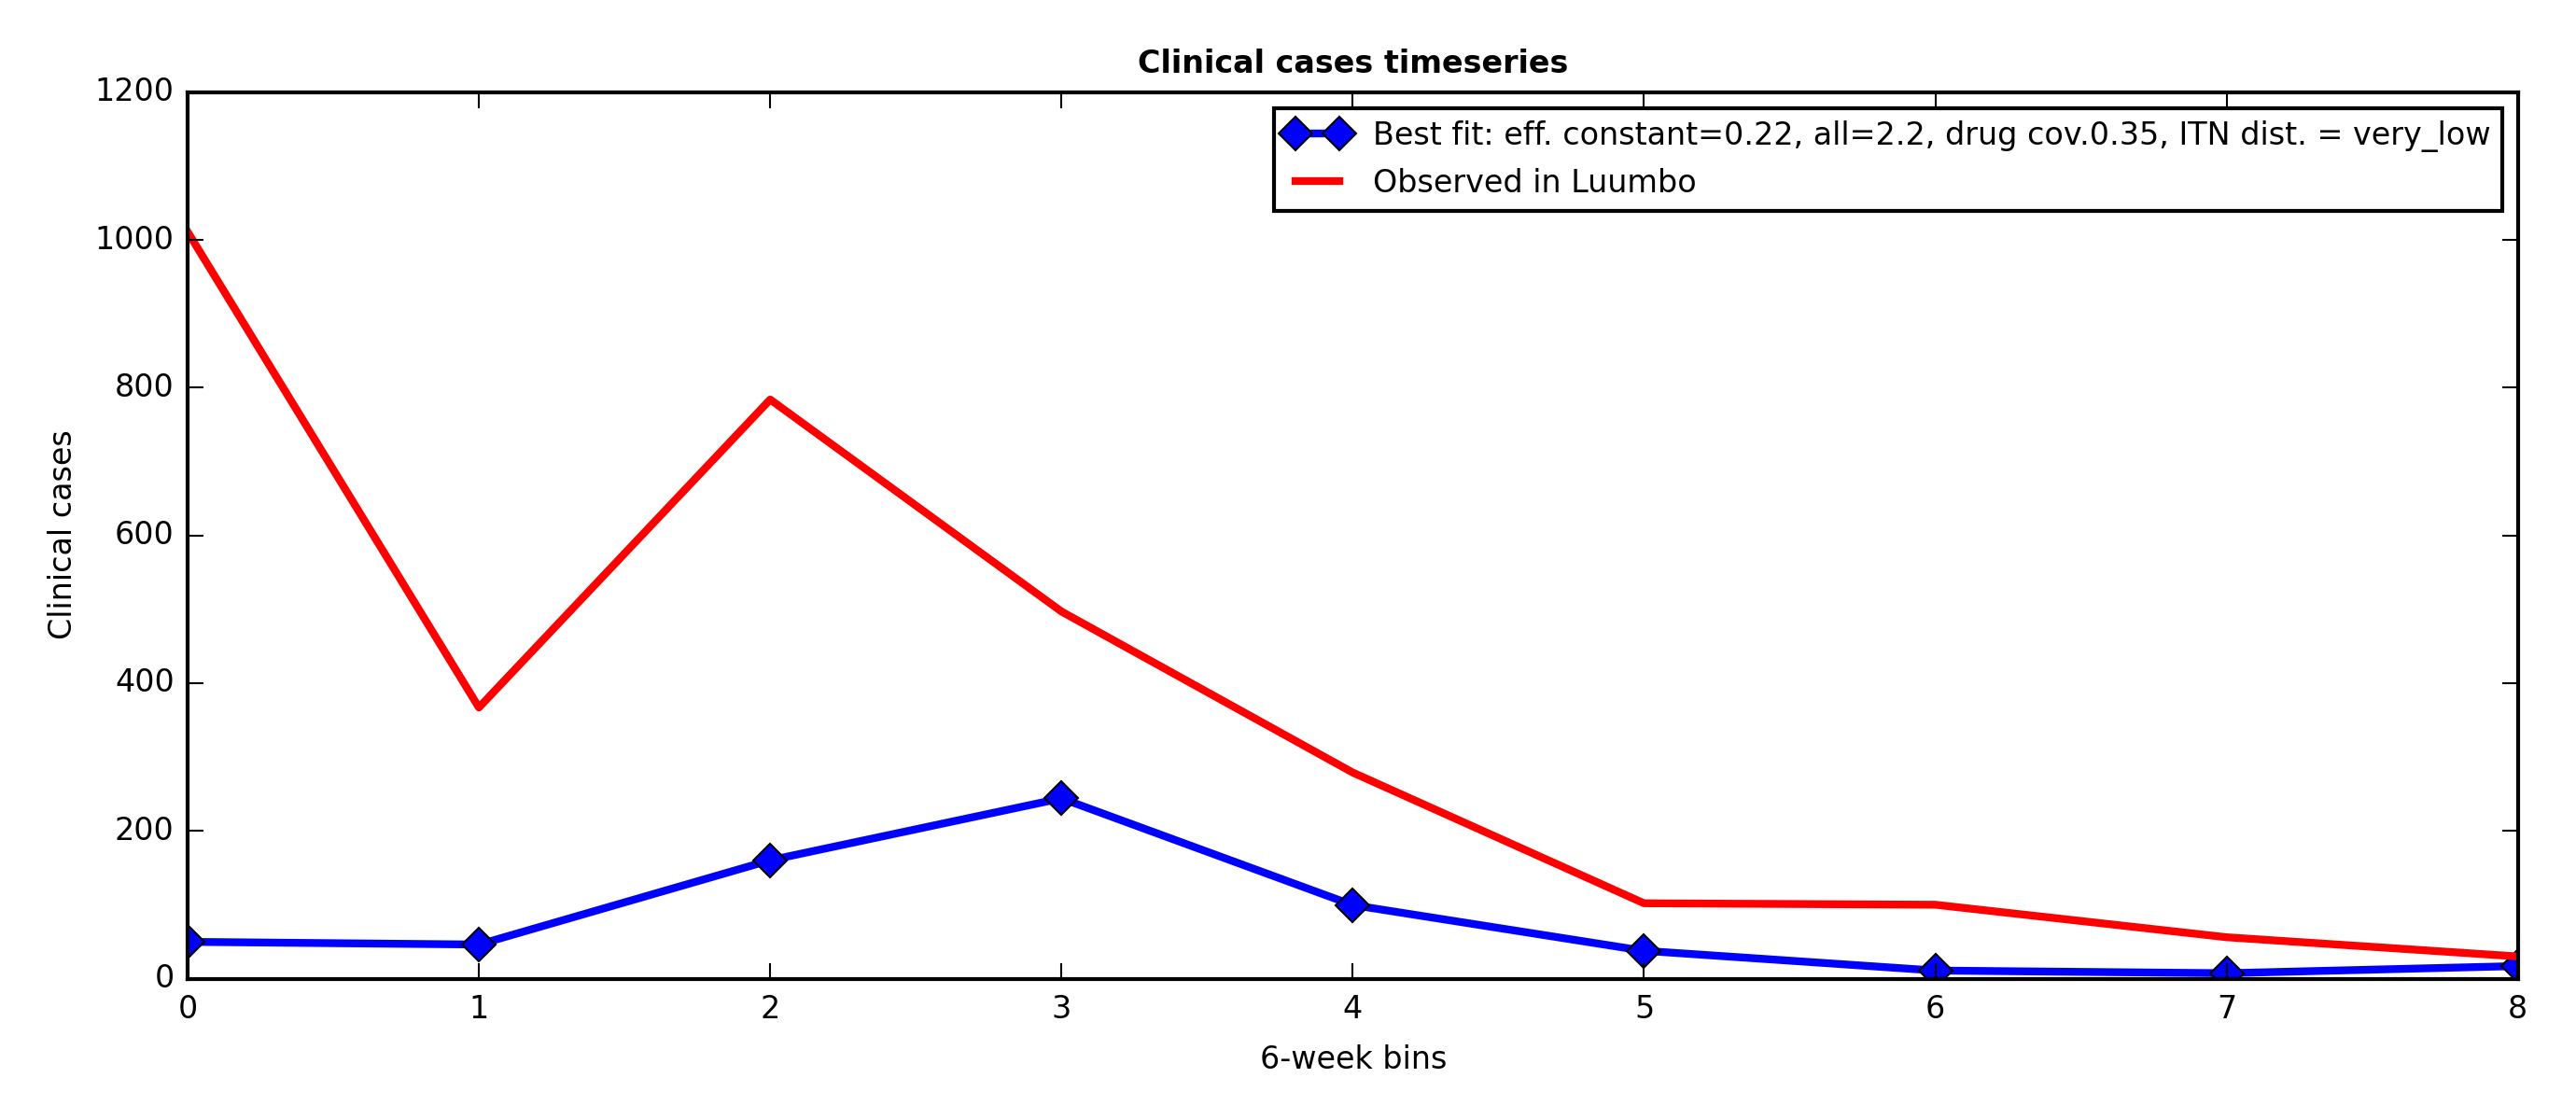 Clinical cases timeseries
1200
1000
800
600
400
200
0
Clinical cases
Best fit: eff. constant=0.22, all=2.2, drug cov.0.35, ITN dist. = very_low
Observed in Luumbo
0 1 2 3 4 5 6 7 8
6-week bins